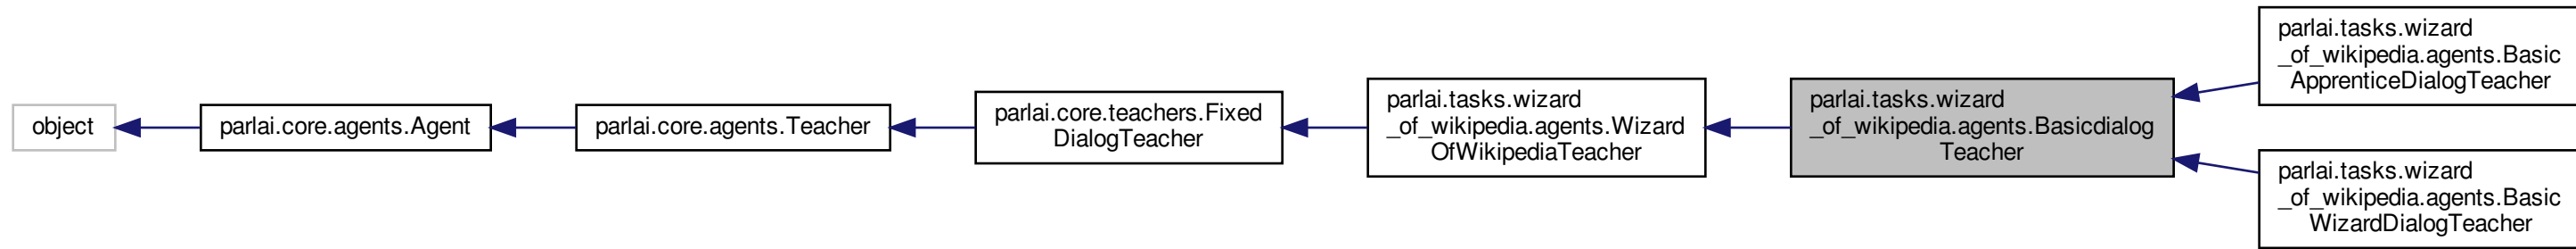 object
parlai.core.agents.Agent
parlai.core.agents.Teacher
parlai.core.teachers.Fixed
DialogTeacher
parlai.tasks.wizard
_of_wikipedia.agents.Wizard
OfWikipediaTeacher
parlai.tasks.wizard
_of_wikipedia.agents.Basicdialog
Teacher
parlai.tasks.wizard
_of_wikipedia.agents.Basic
ApprenticeDialogTeacher
parlai.tasks.wizard
_of_wikipedia.agents.Basic
WizardDialogTeacher